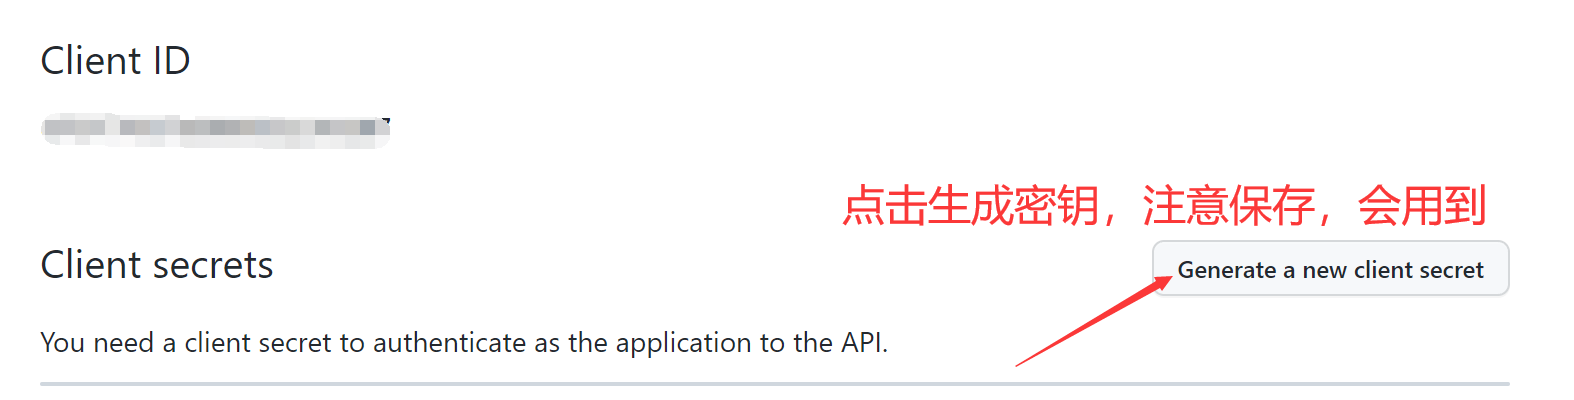 Client ID
点击生成密钥，注意保存，会用到
Client secrets
Generate a new client secret
You need a client secret to authenticate as the application to the API.